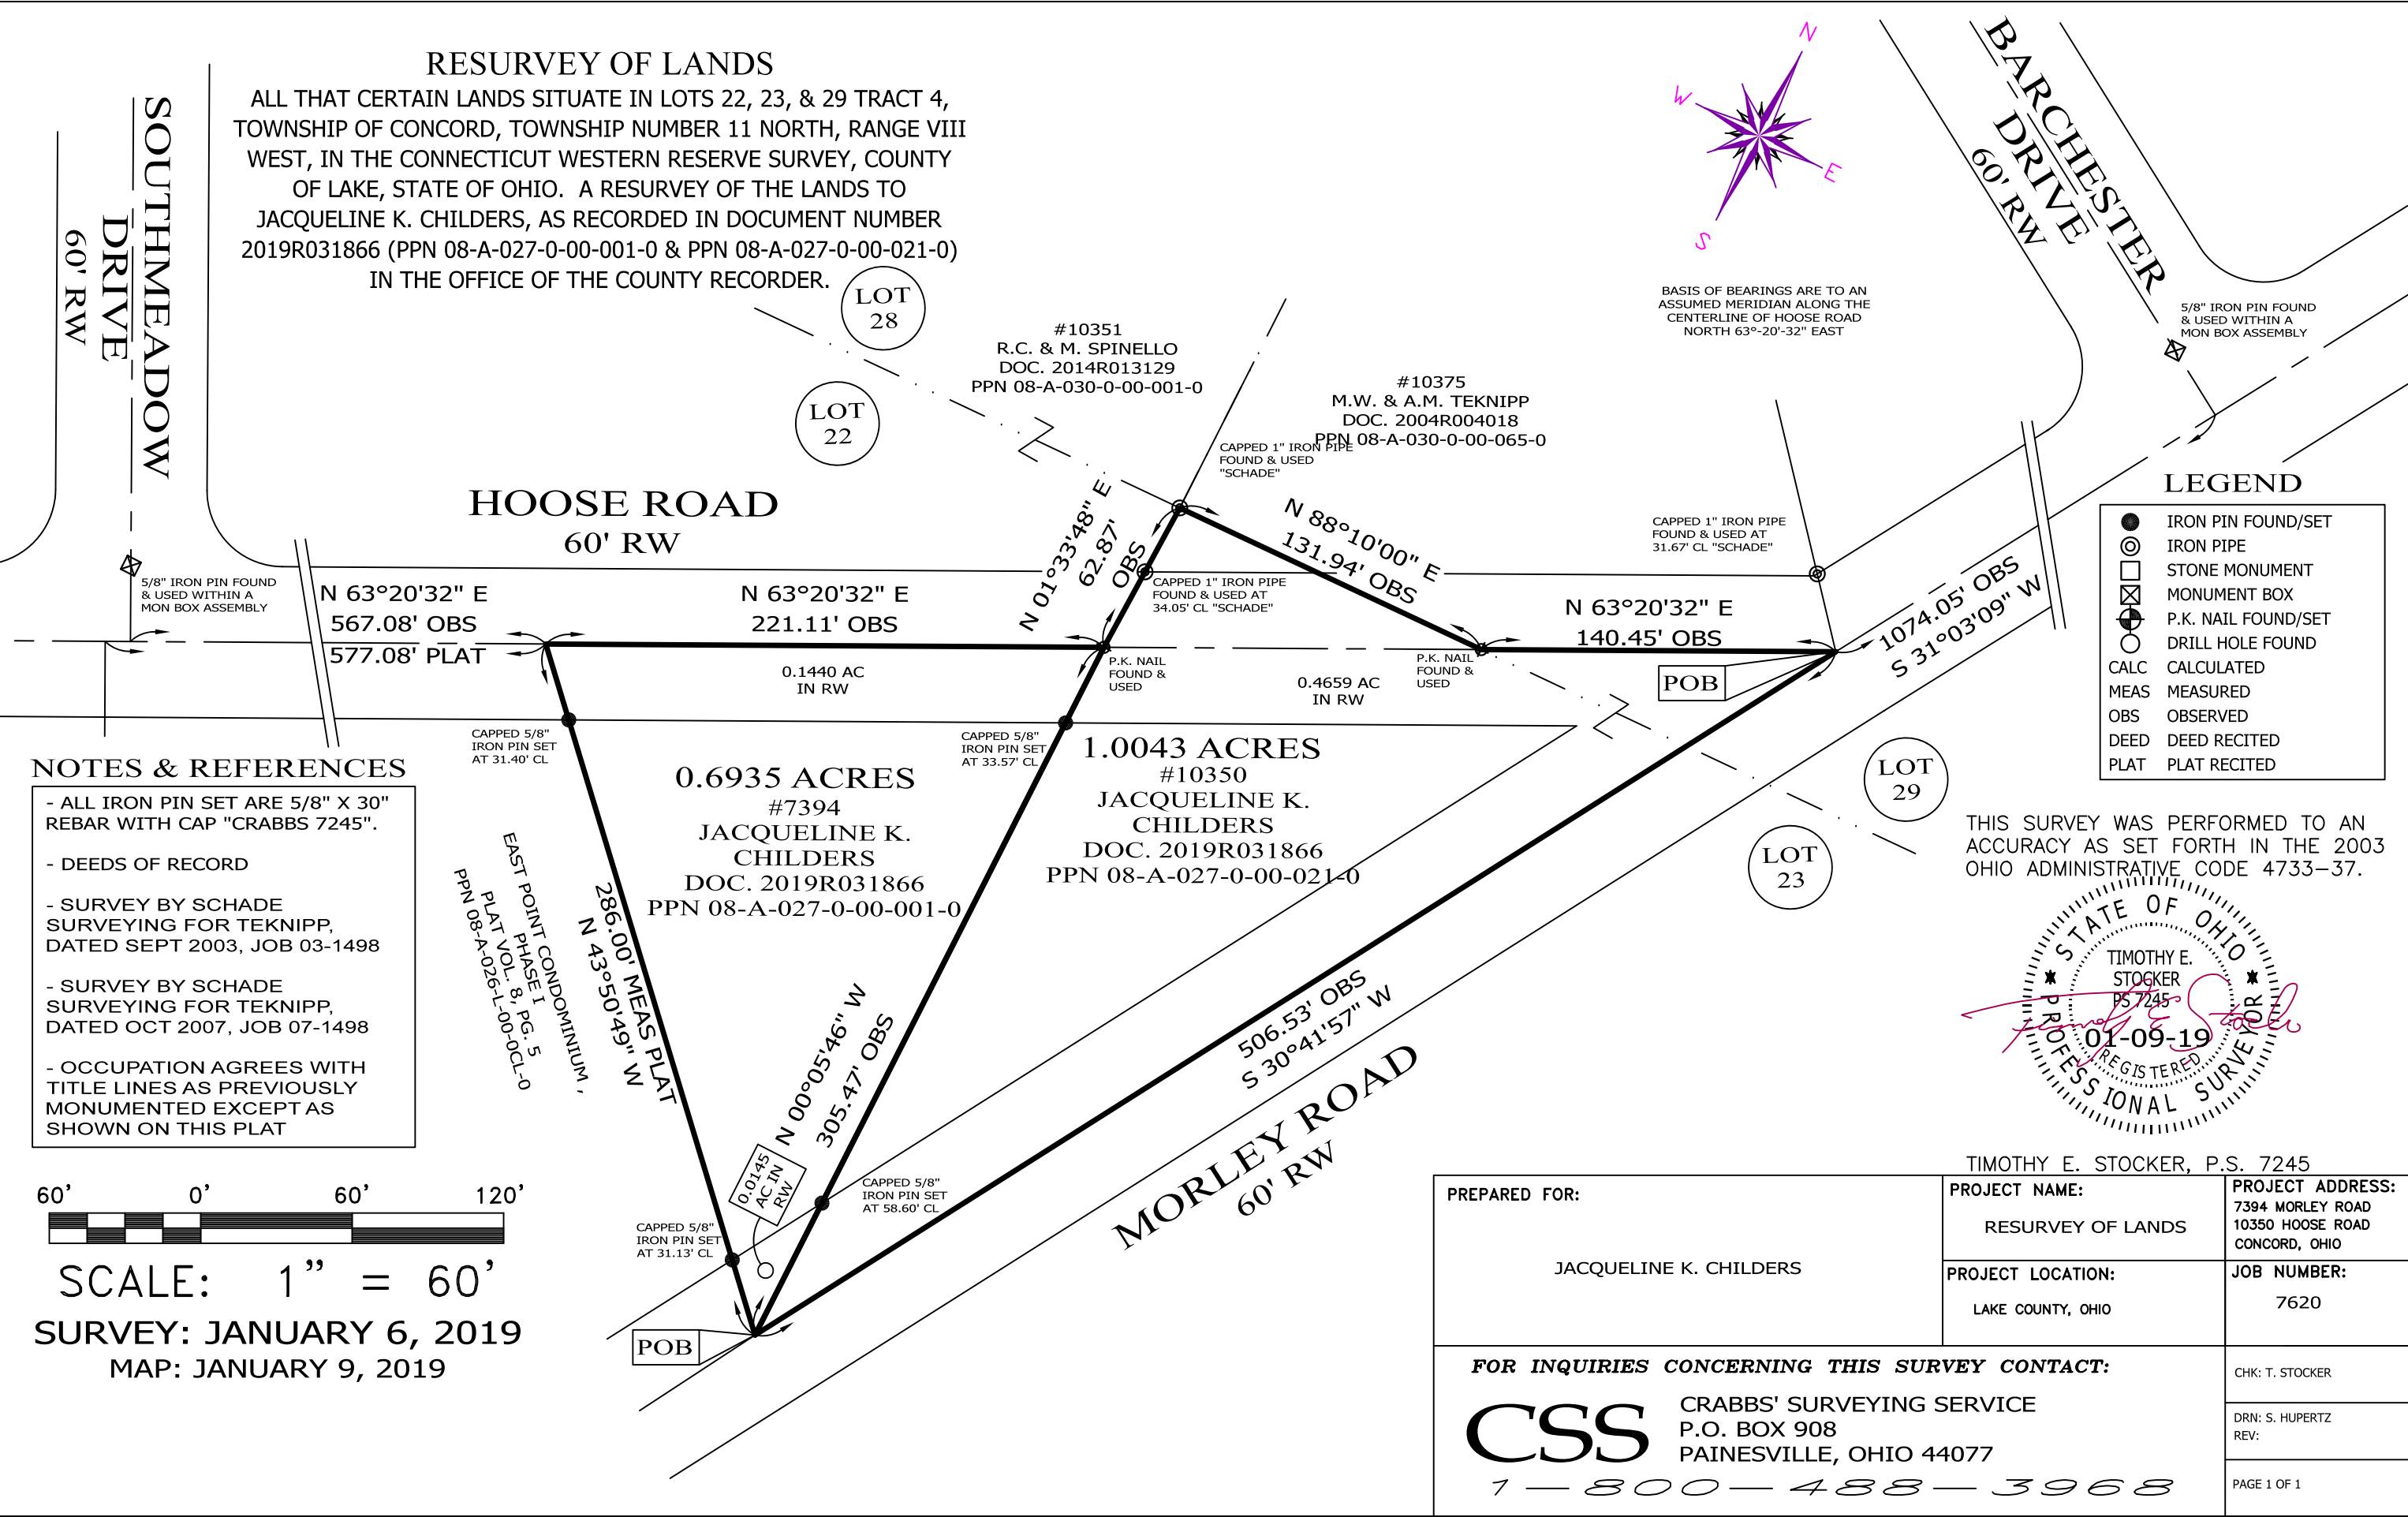 RESURVEY OF LANDS
ALL THAT CERTAIN LANDS SITUATE IN LOTS 22, 23, & 29 TRACT 4,
TOWNSHIP OF CONCORD, TOWNSHIP NUMBER 11 NORTH, RANGE VIII
WEST, IN THE CONNECTICUT WESTERN RESERVE SURVEY, COUNTY
OF LAKE, STATE OF OHIO. A RESURVEY OF THE LANDS TO
JACQUELINE K. CHILDERS, AS RECORDED IN DOCUMENT NUMBER
2019R031866 (PPN 08-A-027-0-00-001-0 & PPN 08-A-027-0-00-021-0)
IN THE OFFICE OF THE COUNTY RECORDER.
SOUTHMEADOW
DRIVE
60' RW
N
W
E
S
BARCHESTER
DRIVE
60' RW
BASIS OF BEARINGS ARE TO AN
ASSUMED MERIDIAN ALONG THE
CENTERLINE OF HOOSE ROAD
NORTH 63°-20'-32" EAST
5/8" IRON PIN FOUND
& USED WITHIN A
MON BOX ASSEMBLY
LOT
28
LOT
22
#10351
R.C. & M. SPINELLO
DOC. 2014R013129
PPN 08-A-030-0-00-001-0
#10375
M.W. & A.M. TEKNIPP
DOC. 2004R004018
PPN 08-A-030-0-00-065-0
CAPPED 1" IRON PIPE
FOUND & USED
"SCHADE"
HOOSE ROAD
60' RW
5/8" IRON PIN FOUND
& USED WITHIN A
MON BOX ASSEMBLY
N 63°20'32" E
567.08' OBS
577.08' PLAT
N 63°20'32" E
221.11' OBS
0.1440 AC
IN RW
N 01°33'48" E
62.87'
OBS
CAPPED 1" IRON PIPE
FOUND & USED AT
34.05' CL "SCHADE"
N 88°10'00" E
131.94' OBS
CAPPED 1" IRON PIPE
FOUND & USED AT
31.67' CL "SCHADE"
N 63°20'32" E
140.45' OBS
1074.05' OBS
S 31°03'09" W
P.K. NAIL
FOUND &
USED
0.4659 AC
IN RW
P.K. NAIL
FOUND &
USED
POB
LEGEND
IRON PIN FOUND/SET
IRON PIPE
STONE MONUMENT
MONUMENT BOX
P.K. NAIL FOUND/SET
DRILL HOLE FOUND
CALC CALCULATED
MEAS MEASURED
OBS OBSERVED
DEED DEED RECITED
PLAT PLAT RECITED
CAPPED 5/8"
IRON PIN SET
AT 31.40' CL
CAPPED 5/8"
IRON PIN SET
AT 33.57' CL
NOTES & REFERENCES
- ALL IRON PIN SET ARE 5/8" X 30"
REBAR WITH CAP "CRABBS 7245".
- DEEDS OF RECORD
- SURVEY BY SCHADE
SURVEYING FOR TEKNIPP,
DATED SEPT 2003, JOB 03-1498
- SURVEY BY SCHADE
SURVEYING FOR TEKNIPP,
DATED OCT 2007, JOB 07-1498
- OCCUPATION AGREES WITH
TITLE LINES AS PREVIOUSLY
MONUMENTED EXCEPT AS
SHOWN ON THIS PLAT
0.6935 ACRES
#7394
JACQUELINE K.
CHILDERS
DOC. 2019R031866
PPN 08-A-027-0-00-001-0
1.0043 ACRES
#10350
JACQUELINE K.
CHILDERS
DOC. 2019R031866
PPN 08-A-027-0-00-021-0
LOT
29
LOT
23
EAST POINT CONDOMINIUM ,
PHASE I
PLAT VOL. 8, PG. 5
PPN 08-A-026-L-00-0CL-0
286.00' MEAS PLAT
N 43°50'49" W
N 00°05'46" W
305.47' OBS
506.53' OBS
S 30°41'57" W
MORLEY ROAD
60' RW
0.0145
AC IN
RW
CAPPED 5/8"
IRON PIN SET
AT 58.60' CL
CAPPED 5/8"
IRON PIN SET
AT 31.13' CL
POB
THIS SURVEY WAS PERFORMED TO AN
ACCURACY AS SET FORTH IN THE 2003
OHIO ADMINISTRATIVE CODE 4733-37.
STATE OF OHIO
TIMOTHY E.
STOCKER
PS 7245
01-09-19
REGISTERED
PROFESSIONAL SURVEYOR
Timothy E Stocker
TIMOTHY E. STOCKER, P.S. 7245
60' 0' 60' 120'
SCALE: 1" = 60'
SURVEY: JANUARY 6, 2019
MAP: JANUARY 9, 2019
PREPARED FOR:
JACQUELINE K. CHILDERS
PROJECT NAME:
RESURVEY OF LANDS
PROJECT ADDRESS:
7394 MORLEY ROAD
10350 HOOSE ROAD
CONCORD, OHIO
PROJECT LOCATION:
LAKE COUNTY, OHIO
JOB NUMBER:
7620
FOR INQUIRIES CONCERNING THIS SURVEY CONTACT:
CSS
CRABBS' SURVEYING SERVICE
P.O. BOX 908
PAINESVILLE, OHIO 44077
1-800-488-3968
CHK: T. STOCKER
DRN: S. HUPERTZ
REV:
PAGE 1 OF 1